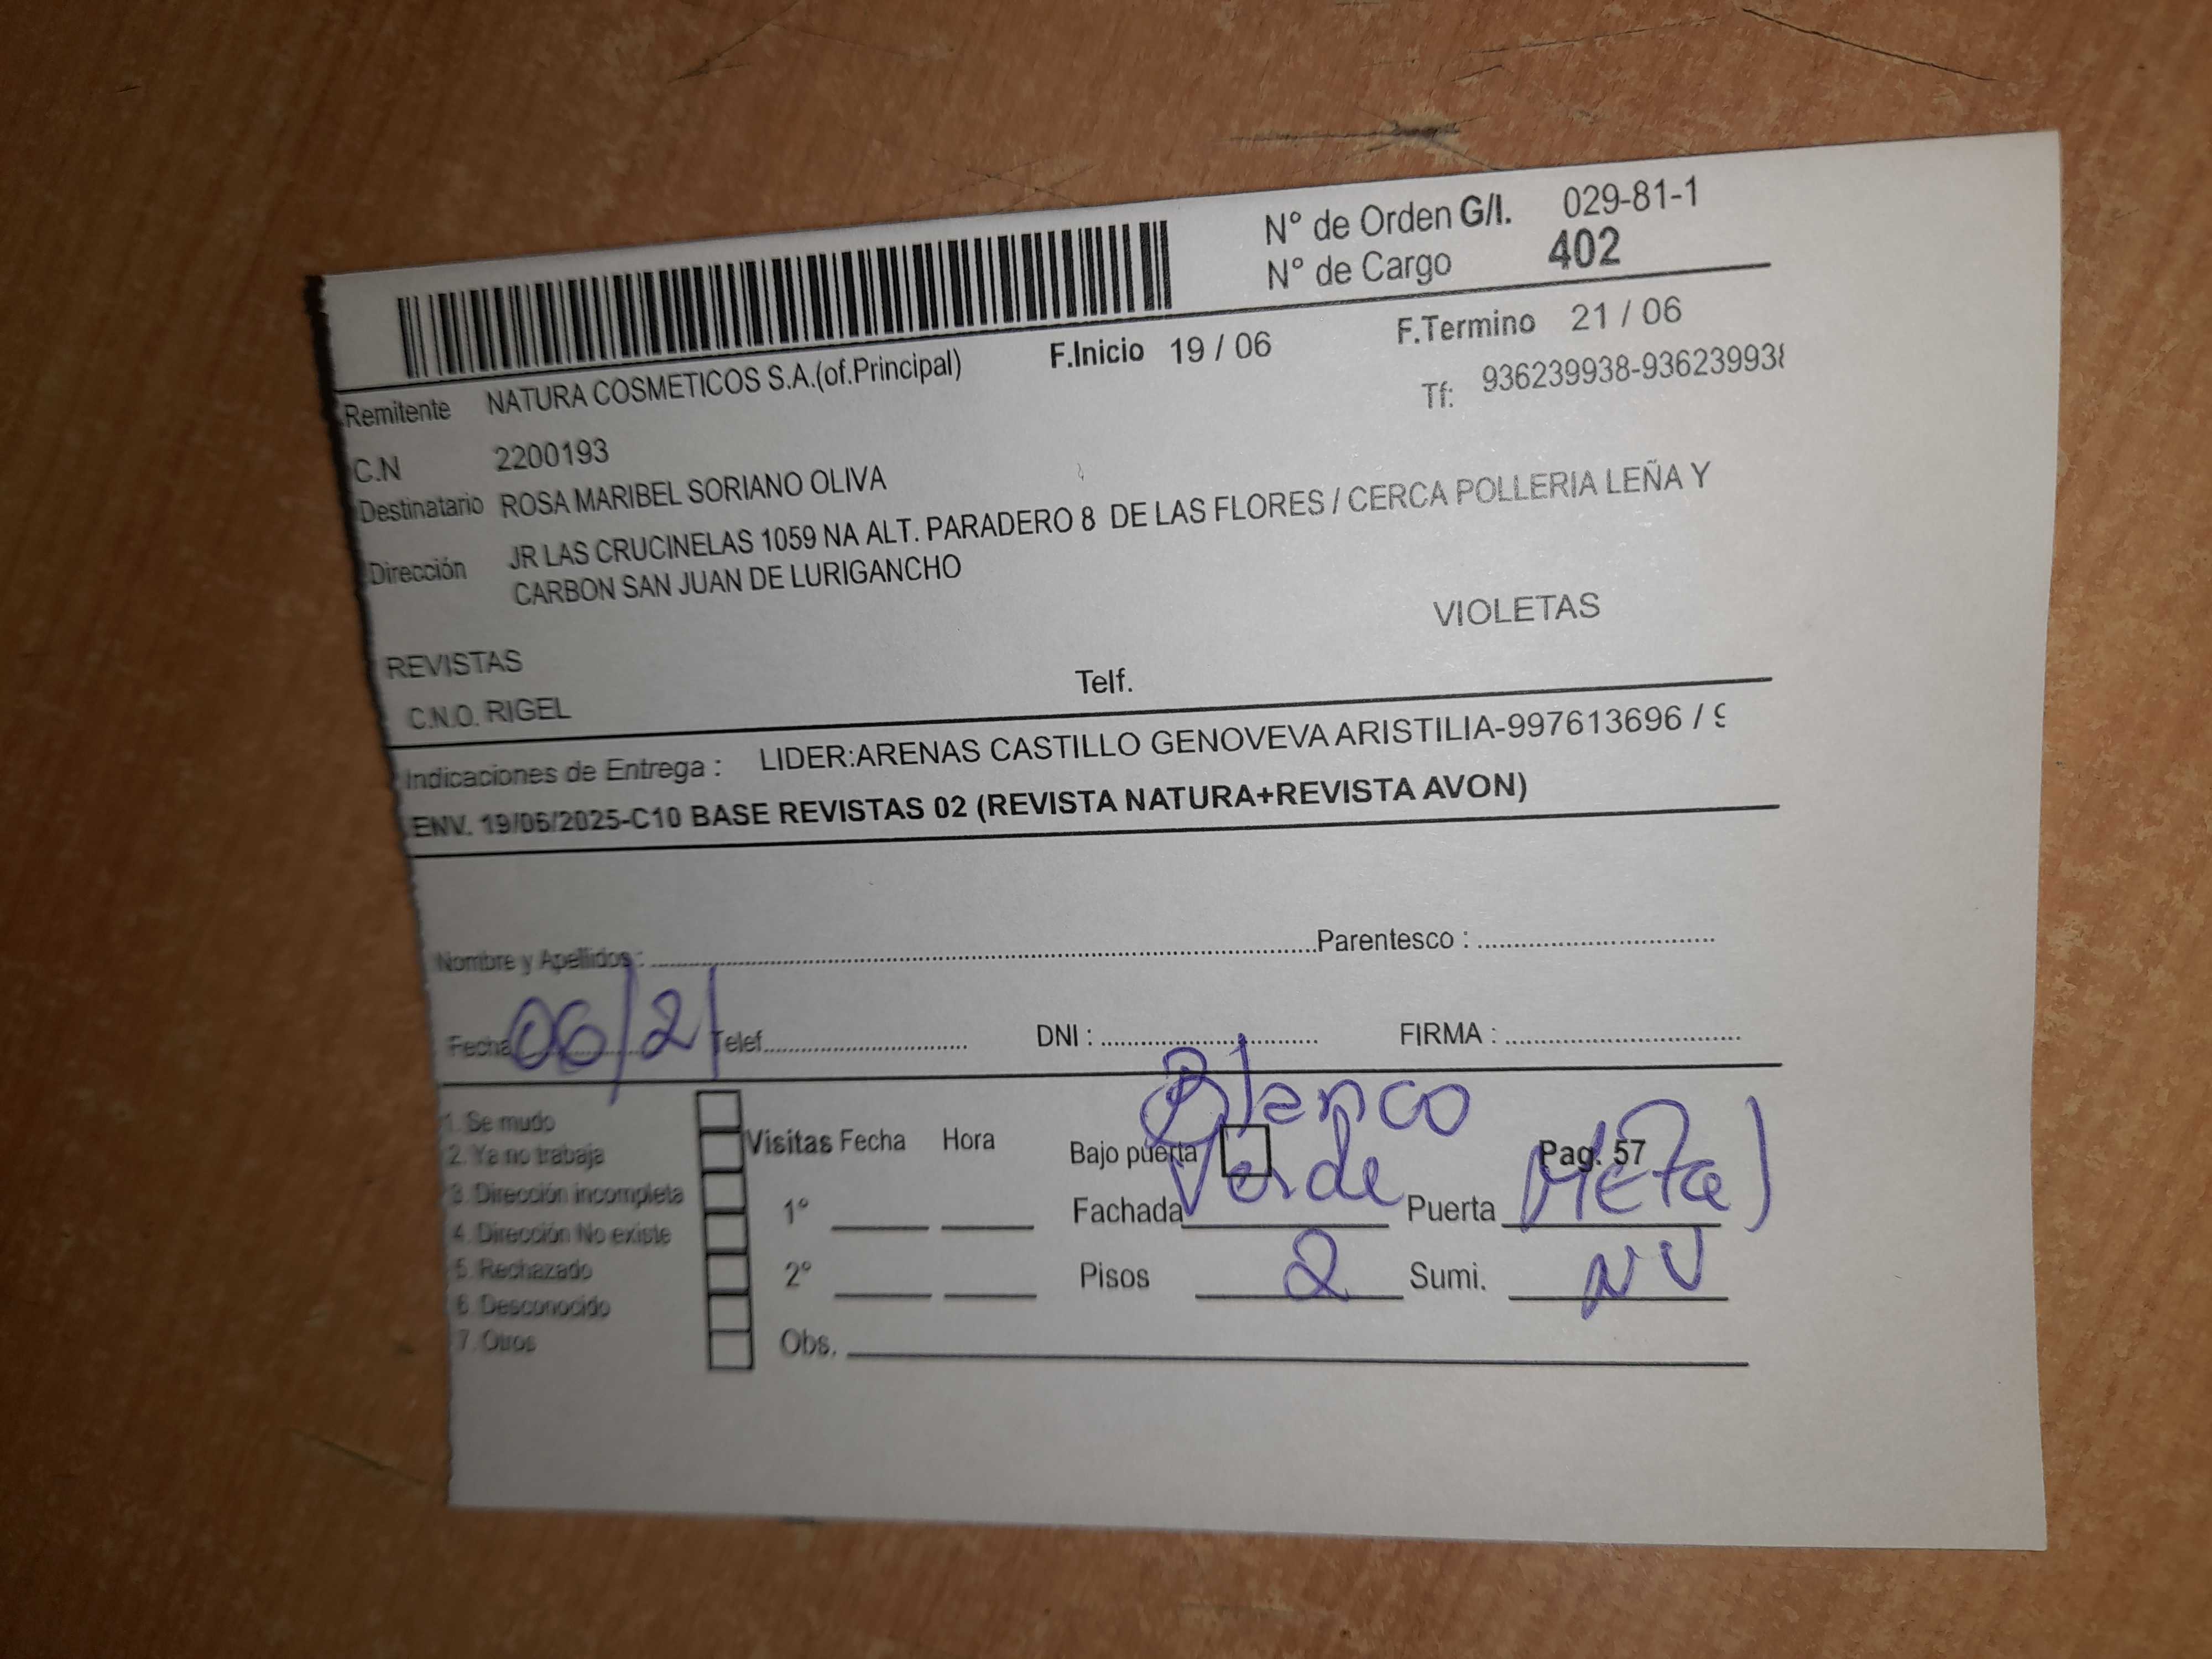 N° de Orden G/I. 029-81-1
N° de Cargo 402
F.Inicio 19 / 06 F.Termino 21 / 06
Remitente NATURA COSMETICOS S.A.(of.Principal) Tf: 936239938-93623993
C.N 2200193
Destinatario ROSA MARIBEL SORIANO OLIVA
Dirección JR LAS CRUCINELAS 1059 NA ALT. PARADERO 8 DE LAS FLORES / CERCA POLLERIA LEÑA Y
CARBON SAN JUAN DE LURIGANCHO
VIOLETAS
REVISTAS
C.N.O. RIGEL Telf.
Indicaciones de Entrega : LIDER:ARENAS CASTILLO GENOVEVA ARISTILIA-997613696 /
ENV. 19/06/2025-C10 BASE REVISTAS 02 (REVISTA NATURA+REVISTA AVON)
Nombre y Apellidos : Parentesco :
Fecha 06/21 Telef. DNI : FIRMA :
Blanco
1. Se mudo
2. Ya no trabaja Visitas Fecha Hora Bajo puerta Pag. 57
3. Dirección incompleta 1° Fachada Verde Puerta Metal
4. Dirección No existe
5. Rechazado 2° Pisos 2 Sumi. NV
6. Desconocido
7. Otros Obs.